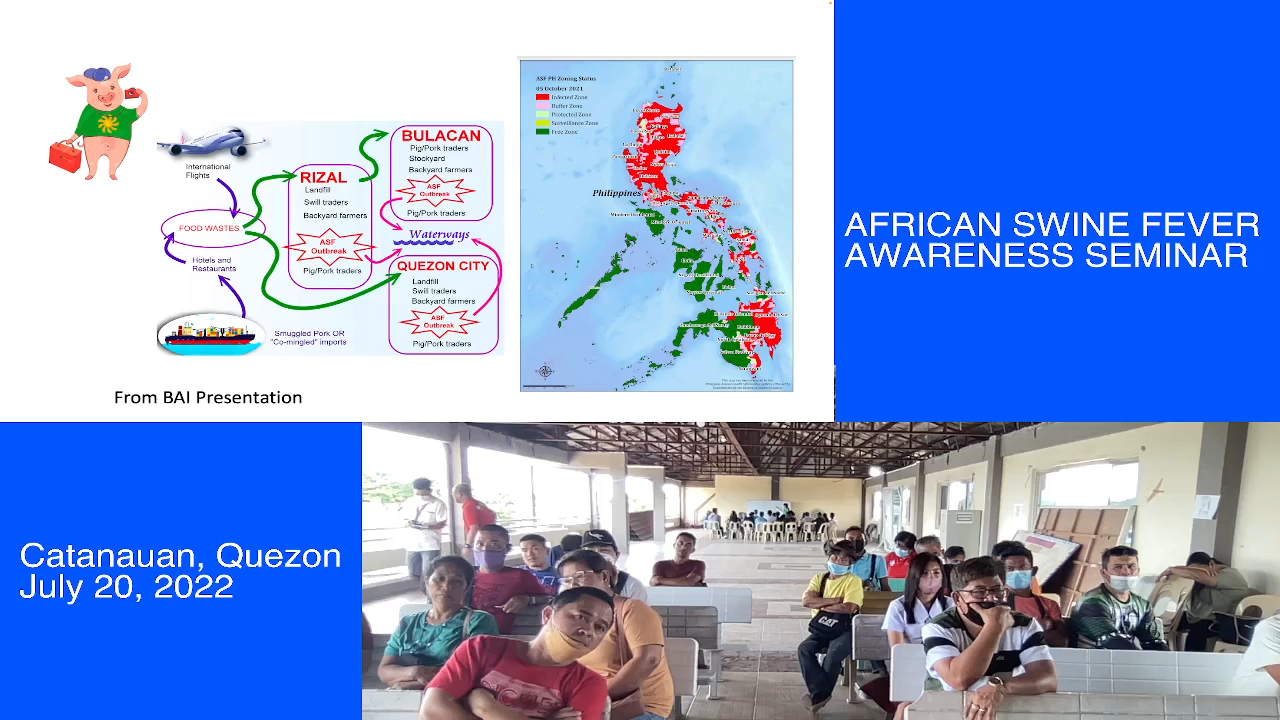 International
Flights
FOOD WASTES
Hotels and
Restaurants
Smuggled Pork OR
"Co-mingled" imports
RIZAL
Landfill
Swill traders
Backyard farmers
ASF
Outbreak
Pig/Pork traders
BULACAN
Pig/Pork traders
Stockyard
Backyard farmers
ASF
Outbreak
Pig/Pork traders
Waterways
QUEZON CITY
Landfill
Swill traders
Backyard farmers
ASF
Outbreak
Pig/Pork traders
From BAI Presentation
ASF PH Zoning Status
05 October 2021
Infected Zone
Buffer Zone
Protected Zone
Surveillance Zone
Free Zone
Philippines
AFRICAN SWINE FEVER
AWARENESS SEMINAR
Catanauan, Quezon
July 20, 2022
CAT